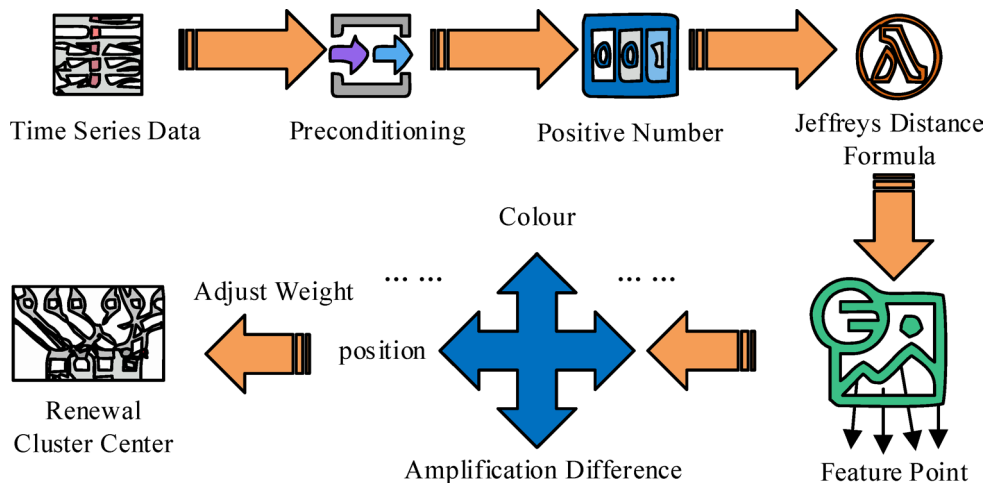 Time Series Data
Preconditioning
Positive Number
Jeffreys Distance
Formula
Colour
... ...
... ...
Adjust Weight
position
Renewal
Cluster Center
Amplification Difference
Feature Point